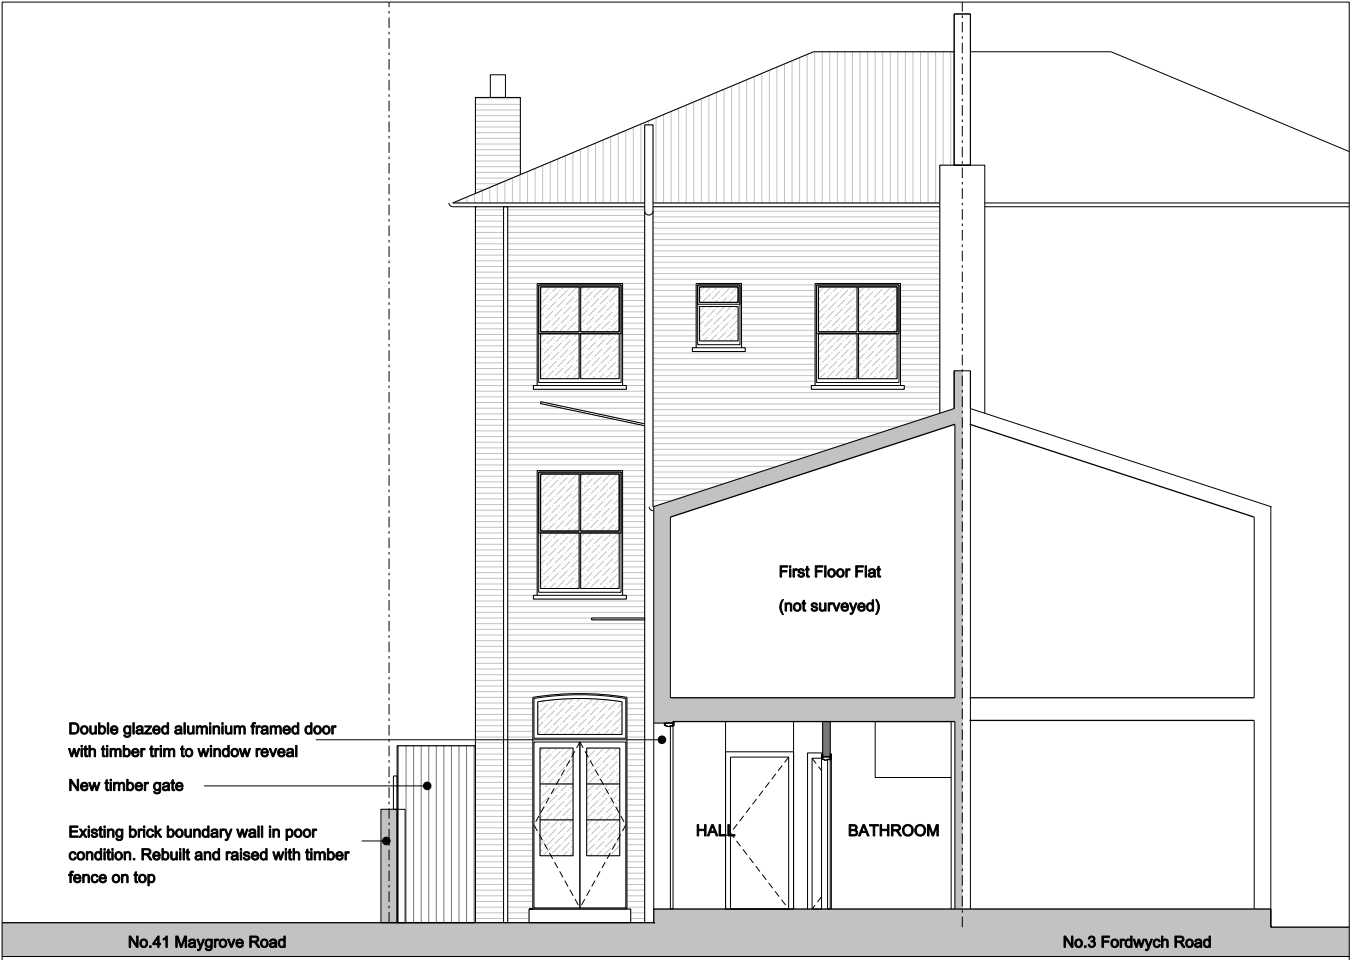 First Floor Flat
(not surveyed)
Double glazed aluminium framed door
with timber trim to window reveal
New timber gate
Existing brick boundary wall in poor
condition. Rebuilt and raised with timber
fence on top
HALL
BATHROOM
No.41 Maygrove Road
No.3 Fordwych Road